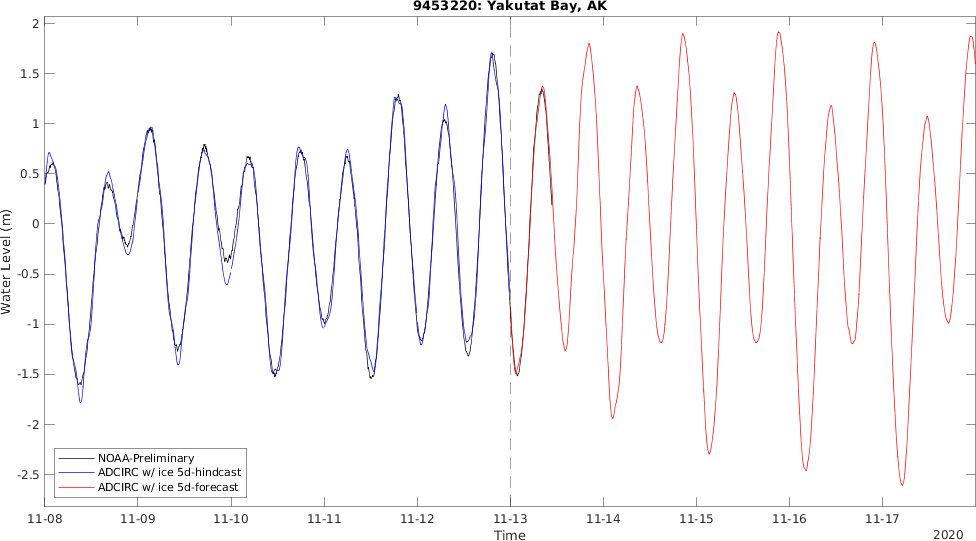 9453220: Yakutat Bay, AK
2
1.5
1
0.5
0
-0.5
-1
-1.5
-2
-2.5
Water Level (m)
NOAA-Preliminary
ADCIRC w/ ice 5d-hindcast
ADCIRC w/ ice 5d-forecast
11-08 11-09 11-10 11-11 11-12 11-13 11-14 11-15 11-16 11-17
Time
2020